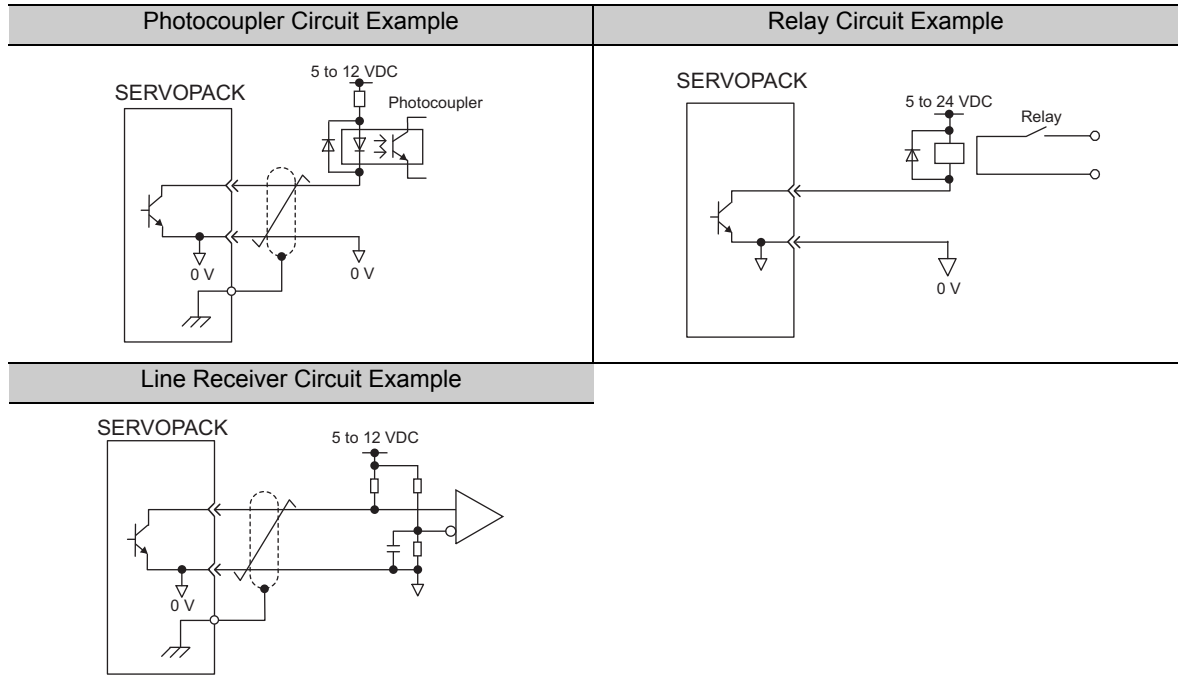 Photocoupler Circuit Example
Relay Circuit Example
SERVOPACK
5 to 12 VDC
Photocoupler
0 V
0 V
SERVOPACK
5 to 24 VDC
Relay
0 V
Line Receiver Circuit Example
SERVOPACK
5 to 12 VDC
0 V